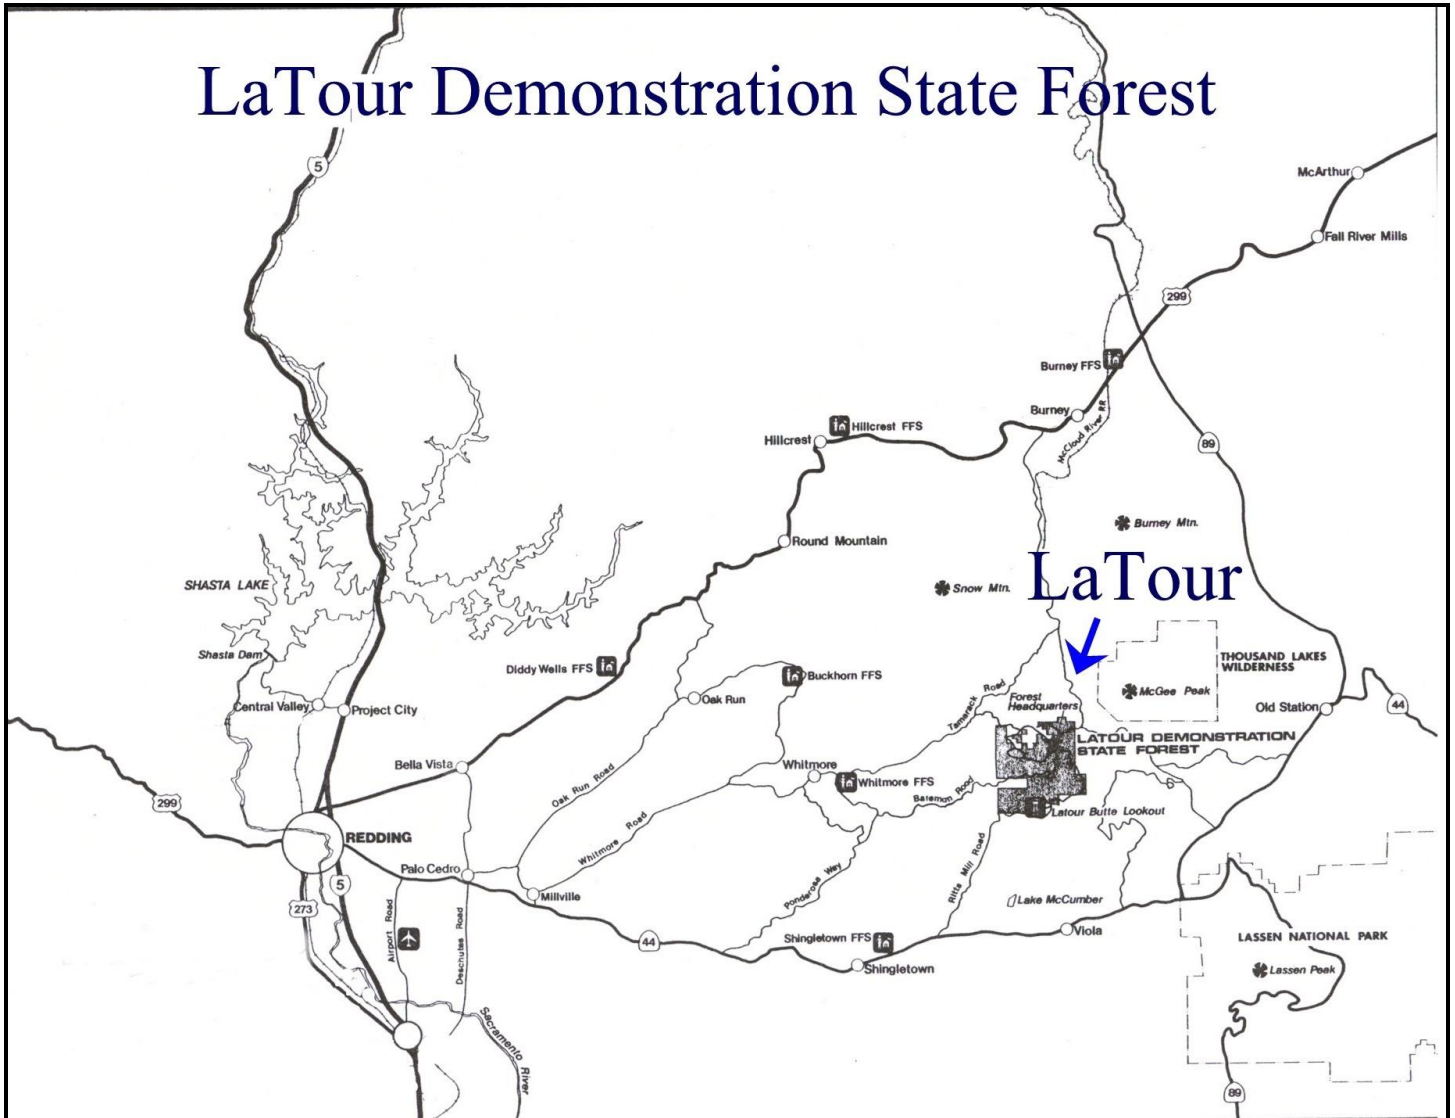 LaTour Demonstration State Forest
5
McArthur
Fall River Mills
299
Burney FFS
Burney
McCloud River RR
Hillcrest FFS
Hillcrest
89
Burney Mtn.
Round Mountain
LaTour
SHASTA LAKE
Snow Mtn.
Shasta Dam
Diddy Wells FFS
Buckhorn FFS
THOUSAND LAKES
WILDERNESS
McGee Peak
Oak Run
Tamarack Road
Forest
Headquarters
Central Valley
Project City
Old Station
44
LATOUR DEMONSTRATION
STATE FOREST
Bella Vista
Whitmore
Whitmore FFS
Oak Run Road
Bateman Road
299
Latour Butte Lookout
REDDING
Whitmore Road
Palo Cedro
5
Millville
Ponderosa Way
Ritts Mill Road
Lake McCumber
273
Airport Road
Deschutes Road
44
Shingletown FFS
Viola
LASSEN NATIONAL PARK
Shingletown
Lassen Peak
Sacramento River
89